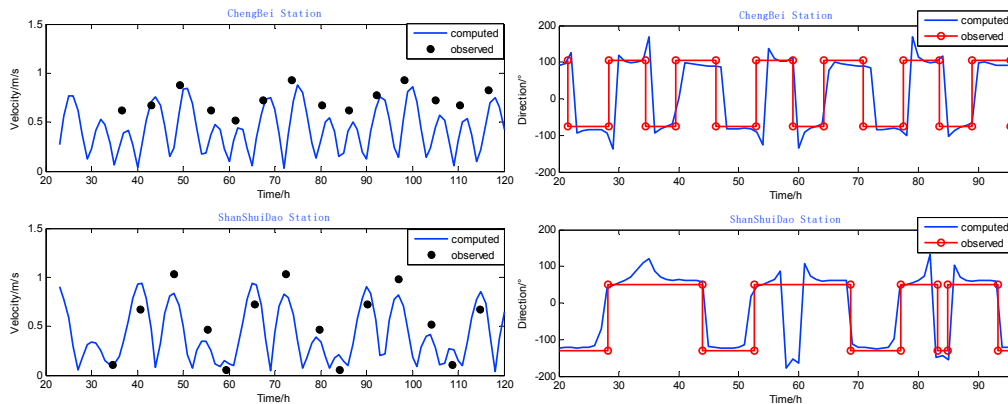 ChengBei Station
1.5
1
0.5
0
Velocity/m/s
computed
observed
20 30 40 50 60 70 80 90 100 110 120
Time/h
ChengBei Station
200
100
0
-100
-200
Direction/°
computed
observed
20 30 40 50 60 70 80 90
Time/h
ShanShuiDao Station
1.5
1
0.5
0
Velocity/m/s
computed
observed
20 30 40 50 60 70 80 90 100 110 120
Time/h
ShanShuiDao Station
200
100
0
-100
-200
Direction/°
computed
observed
20 30 40 50 60 70 80 90
Time/h